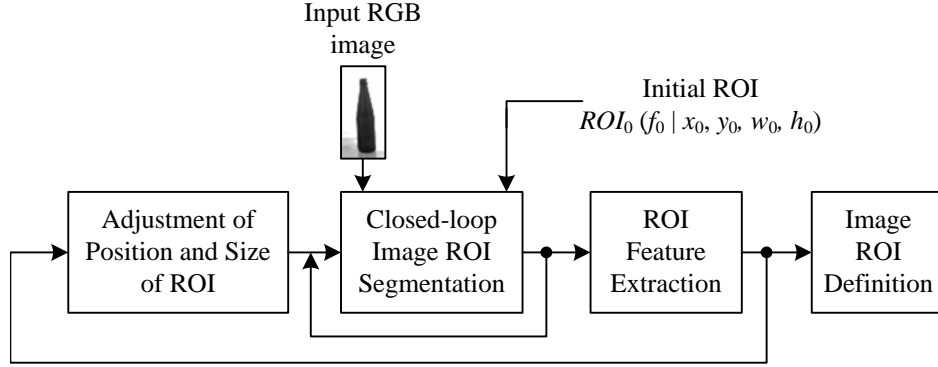 Input RGB
image
Initial ROI
ROI₀ (f₀ | x₀, y₀, w₀, h₀)
Adjustment of
Position and Size
of ROI
Closed-loop
Image ROI
Segmentation
ROI
Feature
Extraction
Image
ROI
Definition